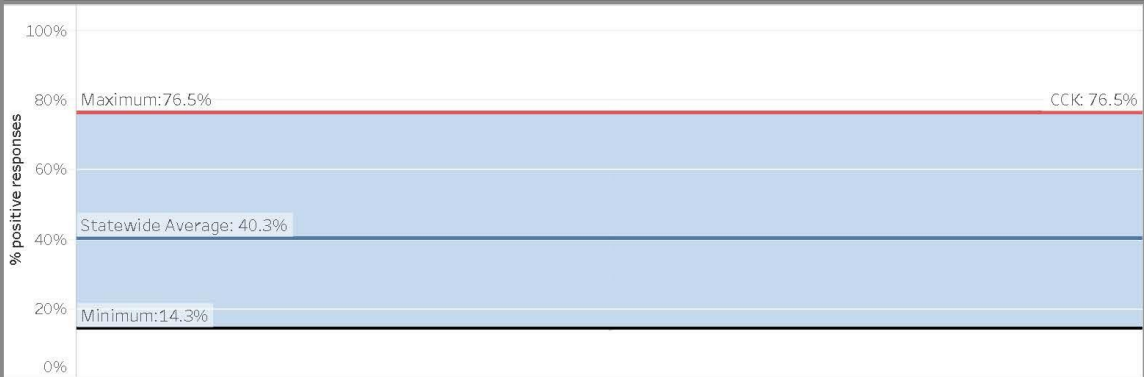 100%
80%
Maximum:76.5%
CCK: 76.5%
60%
% positive responses
Statewide Average: 40.3%
40%
20%
Minimum:14.3%
0%